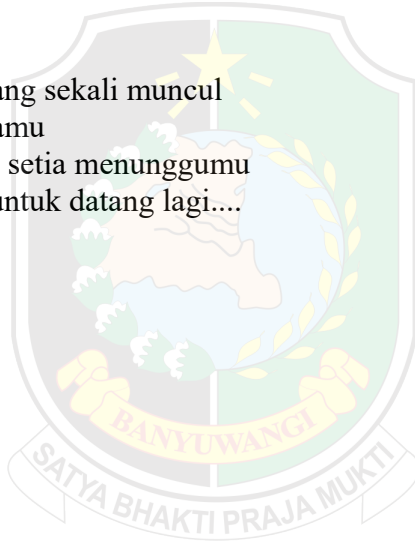 ang sekali muncul
amu
setia menunggumu
untuk datang lagi....
BANYUWANGI
SATYA BHAKTI PRAJA MUKTI